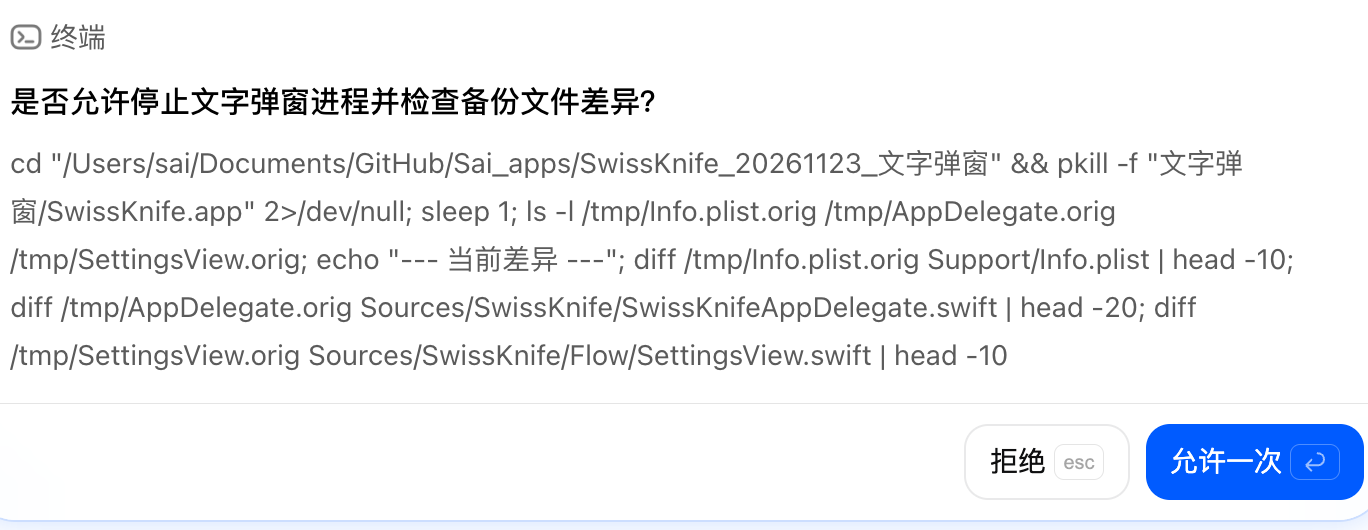 终端
是否允许停止文字弹窗进程并检查备份文件差异?
cd "/Users/sai/Documents/GitHub/Sai_apps/SwissKnife_20261123_文字弹窗" && pkill -f "文字弹
窗/SwissKnife.app" 2>/dev/null; sleep 1; ls -l /tmp/Info.plist.orig /tmp/AppDelegate.orig
/tmp/SettingsView.orig; echo "--- 当前差异 ---"; diff /tmp/Info.plist.orig Support/Info.plist | head -10;
diff /tmp/AppDelegate.orig Sources/SwissKnife/SwissKnifeAppDelegate.swift | head -20; diff
/tmp/SettingsView.orig Sources/SwissKnife/Flow/SettingsView.swift | head -10
拒绝 esc 允许一次